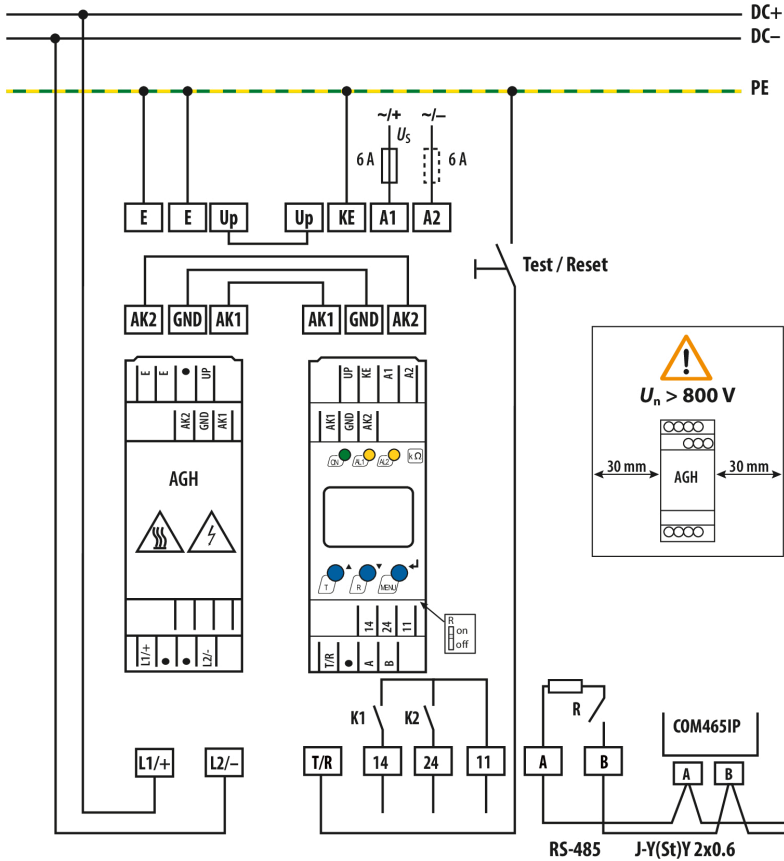 DC+
DC–
PE
~/+ ~/–
US
6 A 6 A
E E Up Up KE A1 A2
Test / Reset
AK2 GND AK1 AK1 GND AK2
E E UP UP KE A1 A2
AK2 GND AK1 AK1 GND AK2
ON AL1 AL2 kΩ
AGH
T R MENU
R
on
off
14 24 11
L1/+ L2/- T/R A B
Un > 800 V
30 mm AGH 30 mm
K1 K2 R COM465IP
L1/+ L2/– T/R 14 24 11 A B A B
RS-485 J-Y(St)Y 2x0.6